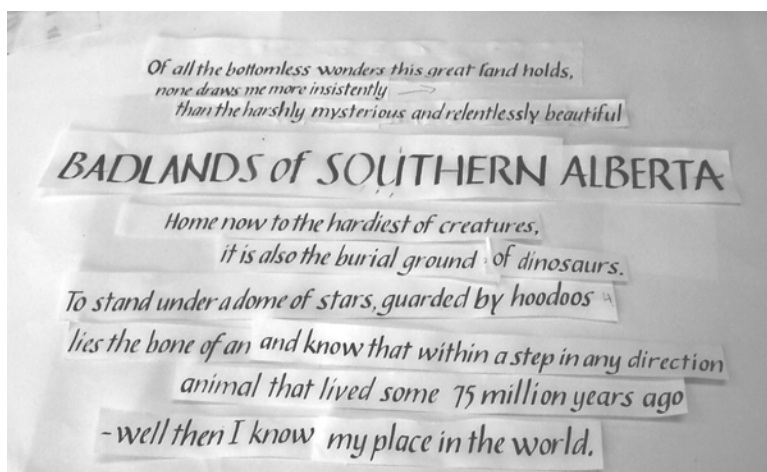 Of all the bottomless wonders this great land holds,
none draws me more insistently
than the harshly mysterious and relentlessly beautiful
BADLANDS of SOUTHERN ALBERTA
Home now to the hardiest of creatures,
it is also the burial ground of dinosaurs.
To stand under a dome of stars, guarded by hoodoos
lies the bone of an and know that within a step in any direction
animal that lived some 75 million years ago
-well then I know my place in the world.